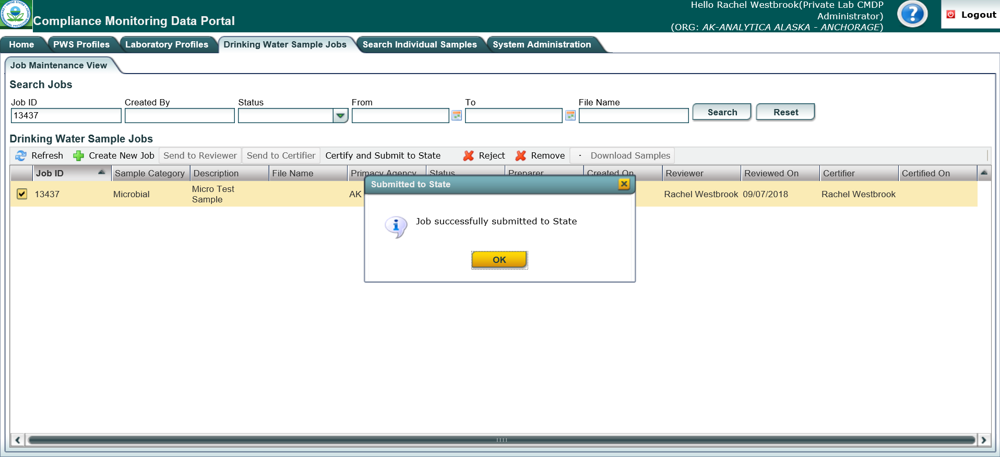 Compliance Monitoring Data Portal
Hello Rachel Westbrook(Private Lab CMDP
Administrator)
(ORG: AK-ANALYTICA ALASKA - ANCHORAGE)
Logout
Home PWS Profiles Laboratory Profiles Drinking Water Sample Jobs Search Individual Samples System Administration
Job Maintenance View
Search Jobs
Job ID Created By Status From To File Name
13437
Search Reset
Drinking Water Sample Jobs
Refresh Create New Job Send to Reviewer Send to Certifier Certify and Submit to State Reject Remove Download Samples
Job ID Sample Category Description File Name Primacy Agency Status Preparer Created On Reviewer Reviewed On Certifier Certified On
13437 Microbial Micro Test
Sample
AK Rachel Westbrook 09/07/2018 Rachel Westbrook
Submitted to State
Job successfully submitted to State
OK